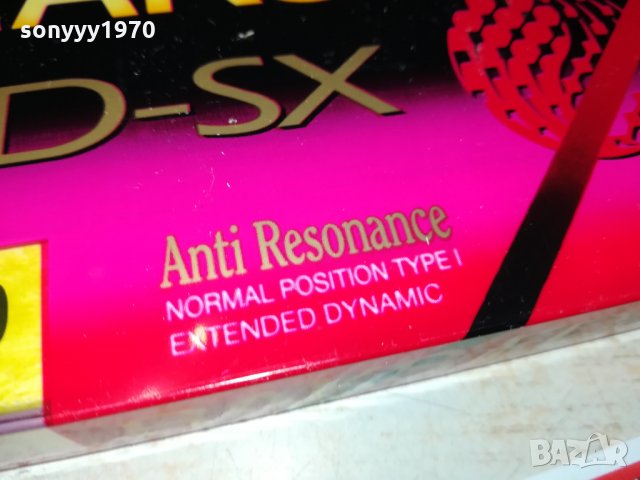 sonyyy1970
D-SX
Anti Resonance
NORMAL POSITION TYPE I
EXTENDED DYNAMIC
BAZAR